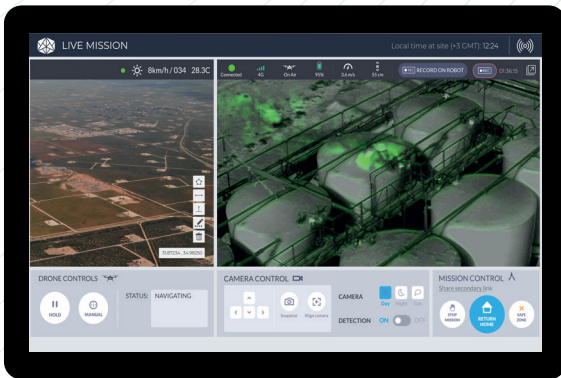 LIVE MISSION
Local time at site (+3 GMT): 12:24
8km/h / 034 28.3C
Connected
4G
On Air
95%
3.6 m/s
55 cm
REC RECORD ON ROBOT
REC
01:36:15
DRONE CONTROLS
HOLD
MANUAL
STATUS:
NAVIGATING
CAMERA CONTROL
Snapshot
Align camera
CAMERA
Day
Night
DETECTION
ON
OFF
MISSION CONTROL
Share secondary link
STOP MISSION
RETURN HOME
SAFE ZONE